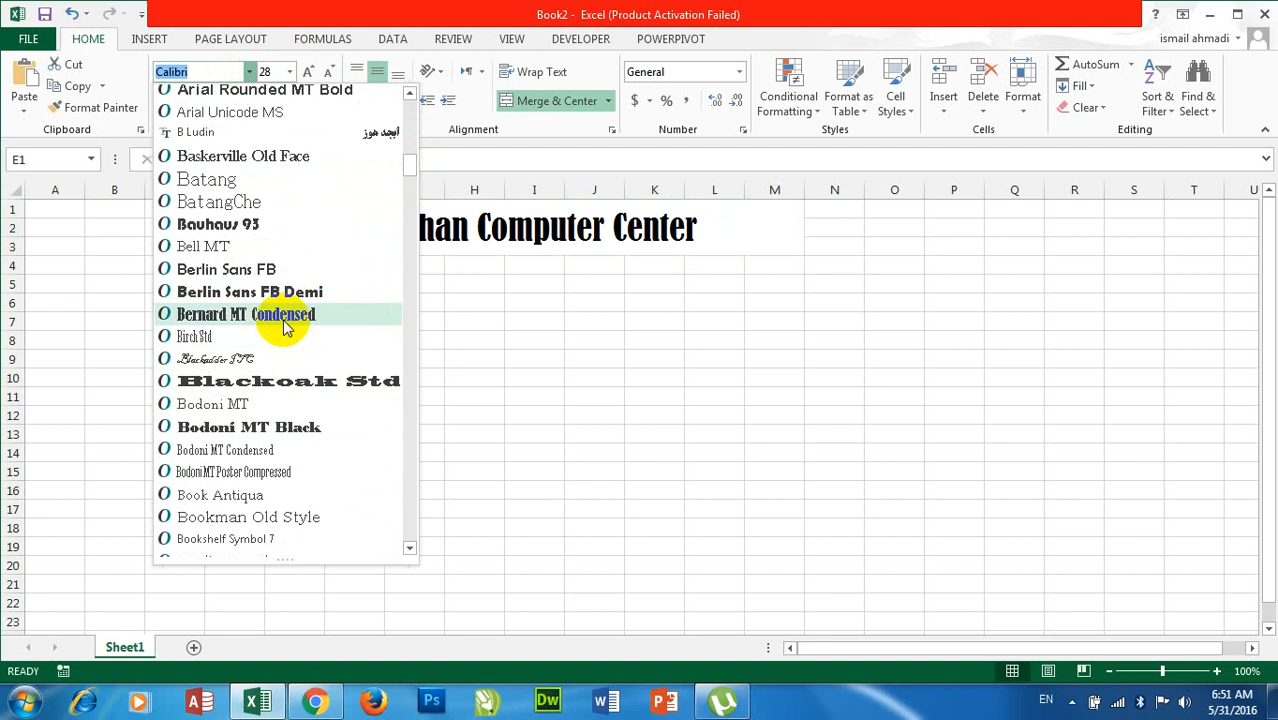 Book2 - Excel (Product Activation Failed)
FILE HOME INSERT PAGE LAYOUT FORMULAS DATA REVIEW VIEW DEVELOPER POWERPIVOT ismail ahmadi
Paste
Cut
Copy
Format Painter
Clipboard
Calibri 28
Wrap Text
Merge & Center
Alignment
General
$ % ,
Number
Conditional Formatting
Format as Table
Cell Styles
Styles
Insert Delete Format
Cells
AutoSum
Fill
Clear
Sort & Filter
Find & Select
Editing
E1
Arial Rounded MT Bold
Arial Unicode MS
B Ludin أبجد هوز
Baskerville Old Face
Batang
BatangChe
Bauhaus 93
Bell MT
Berlin Sans FB
Berlin Sans FB Demi
Bernard MT Condensed
Birch Std
Blackadder ITC
Blackoak Std
Bodoni MT
Bodoni MT Black
Bodoni MT Condensed
Bodoni MT Poster Compressed
Book Antiqua
Bookman Old Style
Bookshelf Symbol 7
A B H I J K L M N O P Q R S T U
han Computer Center
1
2
3
4
5
6
7
8
9
10
11
12
13
14
15
16
17
18
19
20
21
22
23
Sheet1
READY 100%
EN
6:51 AM
5/31/2016